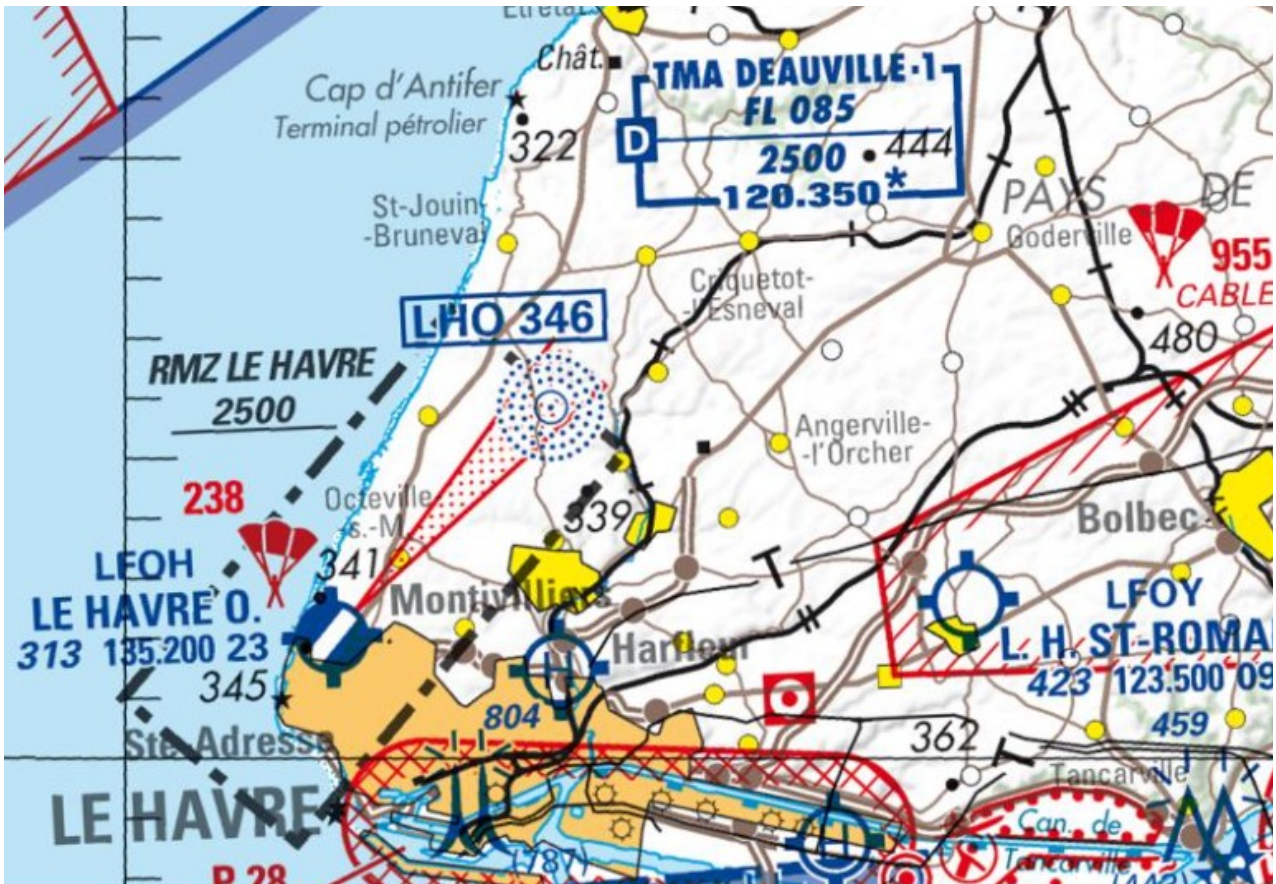 Etretat
Chât.
Cap d'Antifer
Terminal pétrolier
322
TMA DEAUVILLE-1
FL 085
D
2500
444
120.350*
PAYS DE
St-Jouin-
-Bruneval
Goderville
955
CABLE
Criquetot-
-l'Esneval
LHO 346
480
RMZ LE HAVRE
2500
Angerville-
-l'Orcher
238
Octeville-
-s.-M.
339
Bolbec
341
LFOH
LE HAVRE O.
313 135.200 23
Montivilliers
T
LFOY
L. H. ST-ROMAI
423 123.500 09
Harfleur
H
345
804
459
362
Ste-Adresse
T
Tancarville
LE HAVRE
Can. de
Tancarville
H
(787)
P 28